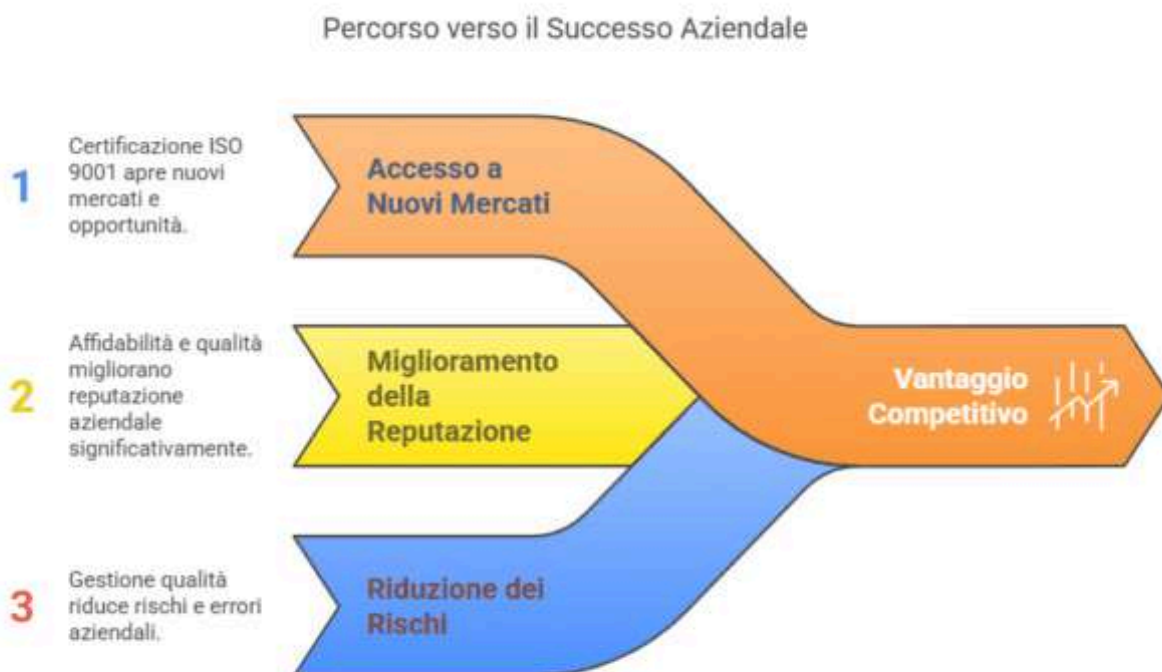 Percorso verso il Successo Aziendale
1
Certificazione ISO
9001 apre nuovi
mercati e
opportunità.
Accesso a
Nuovi Mercati
2
Affidabilità e qualità
migliorano
reputazione
aziendale
significativamente.
Miglioramento
della
Reputazione
Vantaggio
Competitivo
3
Gestione qualità
riduce rischi e errori
aziendali.
Riduzione dei
Rischi